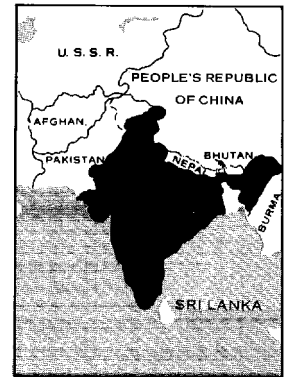 U. S. S. R.
PEOPLE'S REPUBLIC
OF CHINA
AFGHAN.
PAKISTAN
NEPAL
BHUTAN
BURMA
SRI LANKA